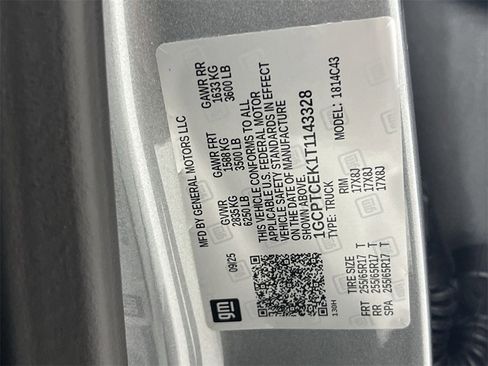 MFD BY GENERAL MOTORS LLC
09/25
GVWR
2835 KG
6250 LB
GAWR FRT
1588 KG
3500 LB
GAWR RR
1633 KG
3600 LB
THIS VEHICLE CONFORMS TO ALL
APPLICABLE U.S. FEDERAL MOTOR
VEHICLE SAFETY STANDARDS IN EFFECT
ON THE DATE OF MANUFACTURE
SHOWN ABOVE.
1GCPTCEK1T1143328
TYPE: TRUCK
MODEL: 1814C43
gm
130H
TIRE SIZE RIM
FRT 255/65R17 T 17X8J
RR 255/65R17 T 17X8J
SPA 255/65R17 T 17X8J